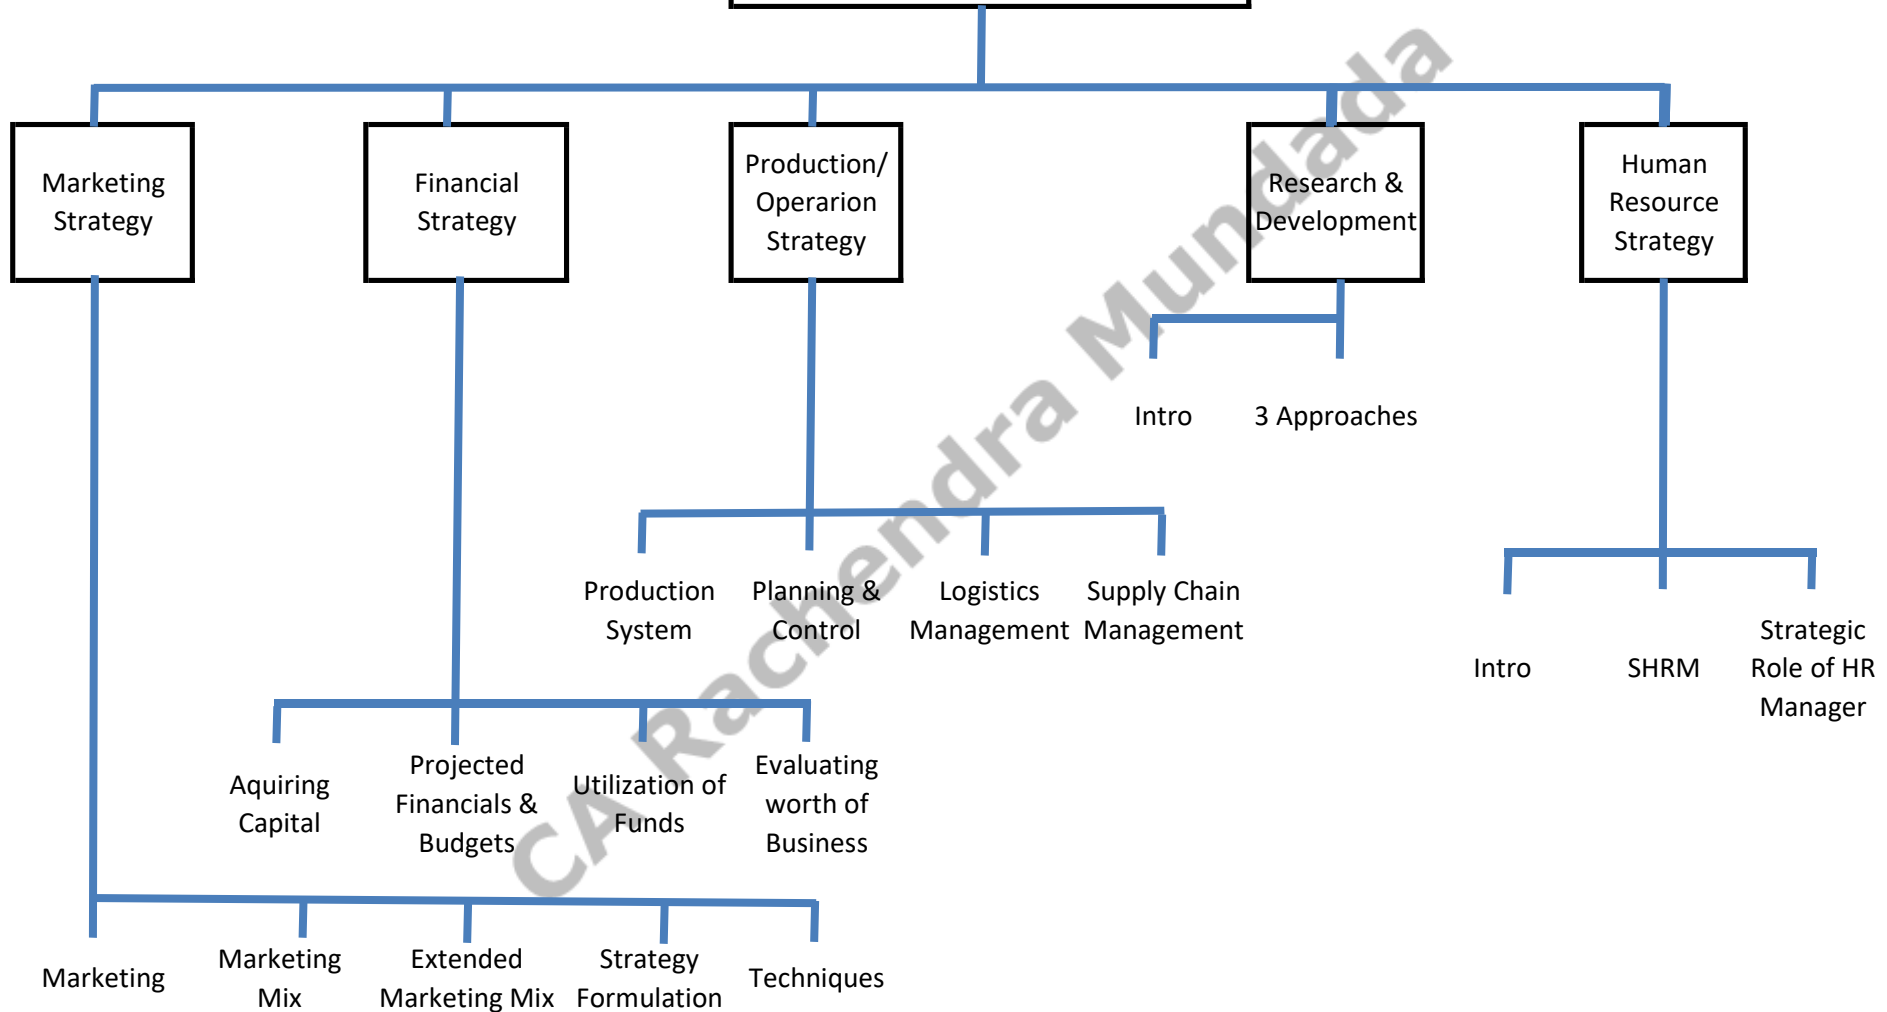 Marketing
Strategy
Financial
Strategy
Production/
Operarion
Strategy
Research &
Development
Human
Resource
Strategy
Intro
3 Approaches
Production
System
Planning &
Control
Logistics
Management
Supply Chain
Management
Intro
SHRM
Strategic
Role of HR
Manager
Aquiring
Capital
Projected
Financials &
Budgets
Utilization of
Funds
Evaluating
worth of
Business
Marketing
Marketing
Mix
Extended
Marketing Mix
Strategy
Formulation
Techniques
CA Rachendra Mundada